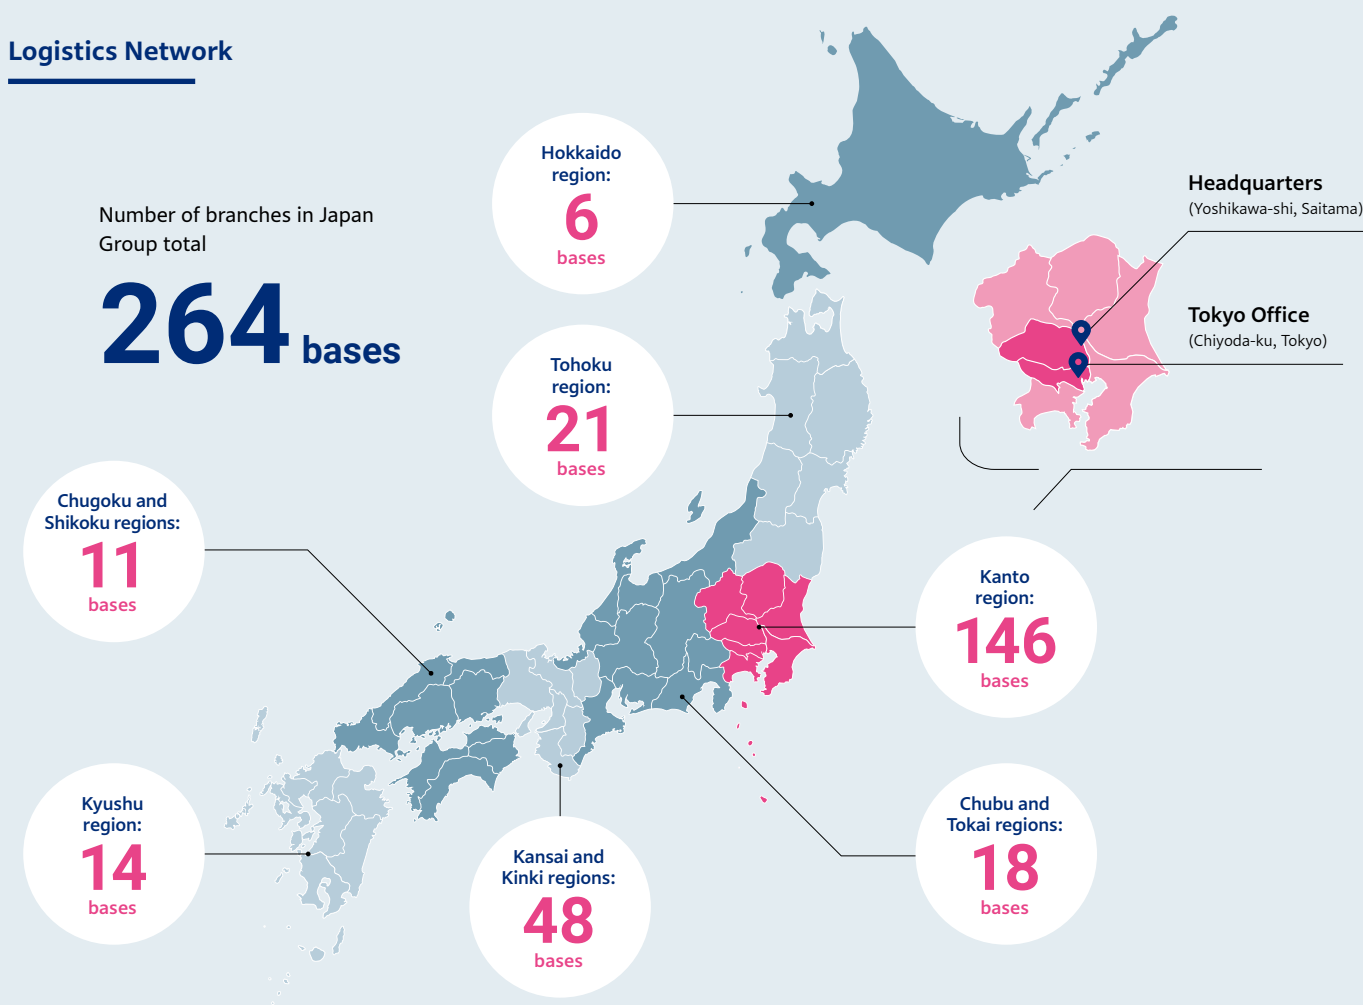 Logistics Network
Number of branches in Japan
Group total
264 bases
Hokkaido
region:
6
bases
Headquarters
(Yoshikawa-shi, Saitama)
Tokyo Office
(Chiyoda-ku, Tokyo)
Tohoku
region:
21
bases
Chugoku and
Shikoku regions:
11
bases
Kanto
region:
146
bases
Kyushu
region:
14
bases
Kansai and
Kinki regions:
48
bases
Chubu and
Tokai regions:
18
bases